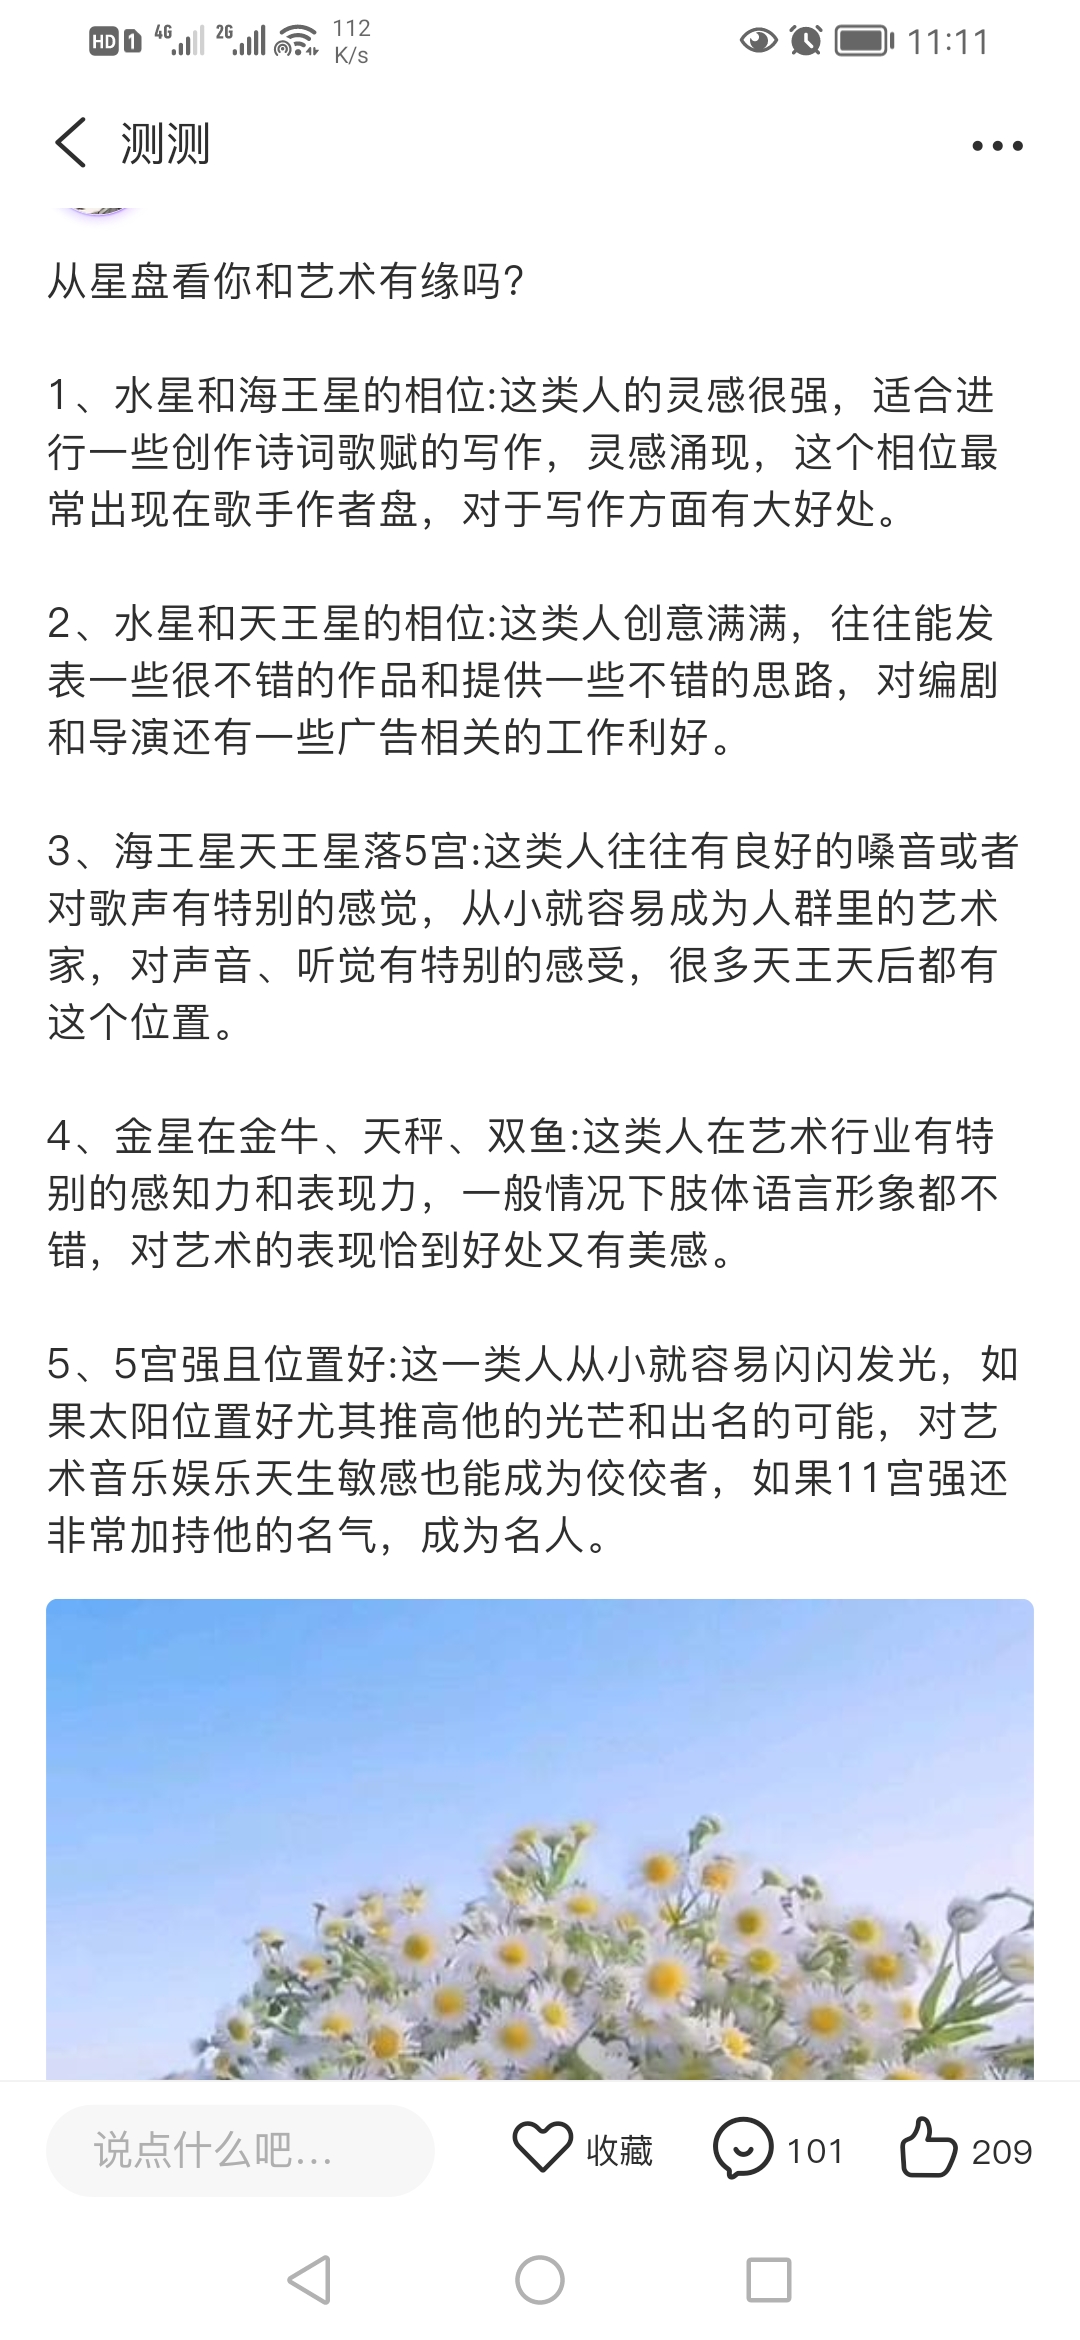 HD 1 4G 2G 112 K/s 11:11
测测
从星盘看你和艺术有缘吗?
1、水星和海王星的相位:这类人的灵感很强，适合进
行一些创作诗词歌赋的写作，灵感涌现，这个相位最
常出现在歌手作者盘，对于写作方面有大好处。
2、水星和天王星的相位:这类人创意满满，往往能发
表一些很不错的作品和提供一些不错的思路，对编剧
和导演还有一些广告相关的工作利好。
3、海王星天王星落5宫:这类人往往有良好的嗓音或者
对歌声有特别的感觉，从小就容易成为人群里的艺术
家，对声音、听觉有特别的感受，很多天王天后都有
这个位置。
4、金星在金牛、天秤、双鱼:这类人在艺术行业有特
别的感知力和表现力，一般情况下肢体语言形象都不
错，对艺术的表现恰到好处又有美感。
5、5宫强且位置好:这一类人从小就容易闪闪发光，如
果太阳位置好尤其推高他的光芒和出名的可能，对艺
术音乐娱乐天生敏感也能成为佼佼者，如果11宫强还
非常加持他的名气，成为名人。
说点什么吧... 收藏 101 209